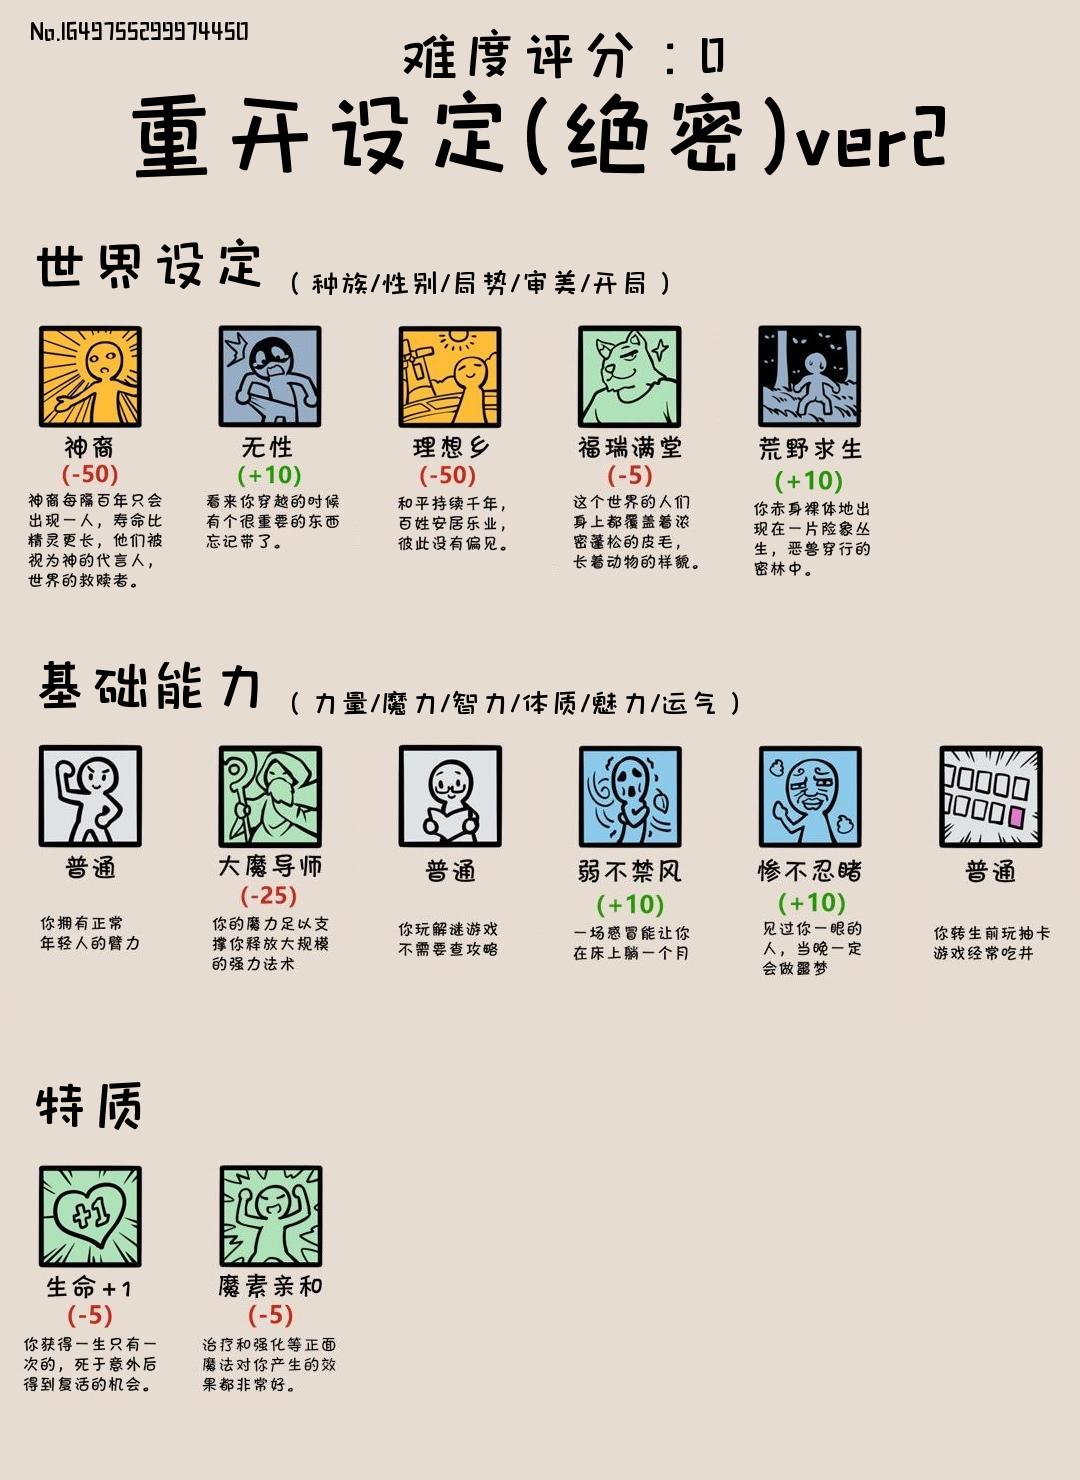 No.1649755299974450
难度评分：0
重开设定(绝密)ver2
世界设定（种族/性别/局势/审美/开局）
神裔
(-50)
神裔每隔百年只会
出现一人，寿命比
精灵更长，他们被
视为神的代言人，
世界的救赎者。
无性
(+10)
看来你穿越的时候
有个很重要的东西
忘记带了。
理想乡
(-50)
和平持续千年，
百姓安居乐业，
彼此没有偏见。
福瑞满堂
(-5)
这个世界的人们
身上都覆盖着浓
密蓬松的皮毛，
长着动物的样貌。
荒野求生
(+10)
你赤身裸体地出
现在一片险象丛
生，恶兽穿行的
密林中。
基础能力（力量/魔力/智力/体质/魅力/运气）
普通
你拥有正常
年轻人的臂力
大魔导师
(-25)
你的魔力足以支
撑你释放大规模
的强力法术
普通
你玩解谜游戏
不需要查攻略
弱不禁风
(+10)
一场感冒能让你
在床上躺一个月
惨不忍睹
(+10)
见过你一眼的
人，当晚一定
会做噩梦
普通
你转生前玩抽卡
游戏经常吃井
特质
+1
生命+1
(-5)
你获得一生只有一
次的，死于意外后
得到复活的机会。
魔素亲和
(-5)
治疗和强化等正面
魔法对你产生的效
果都非常好。